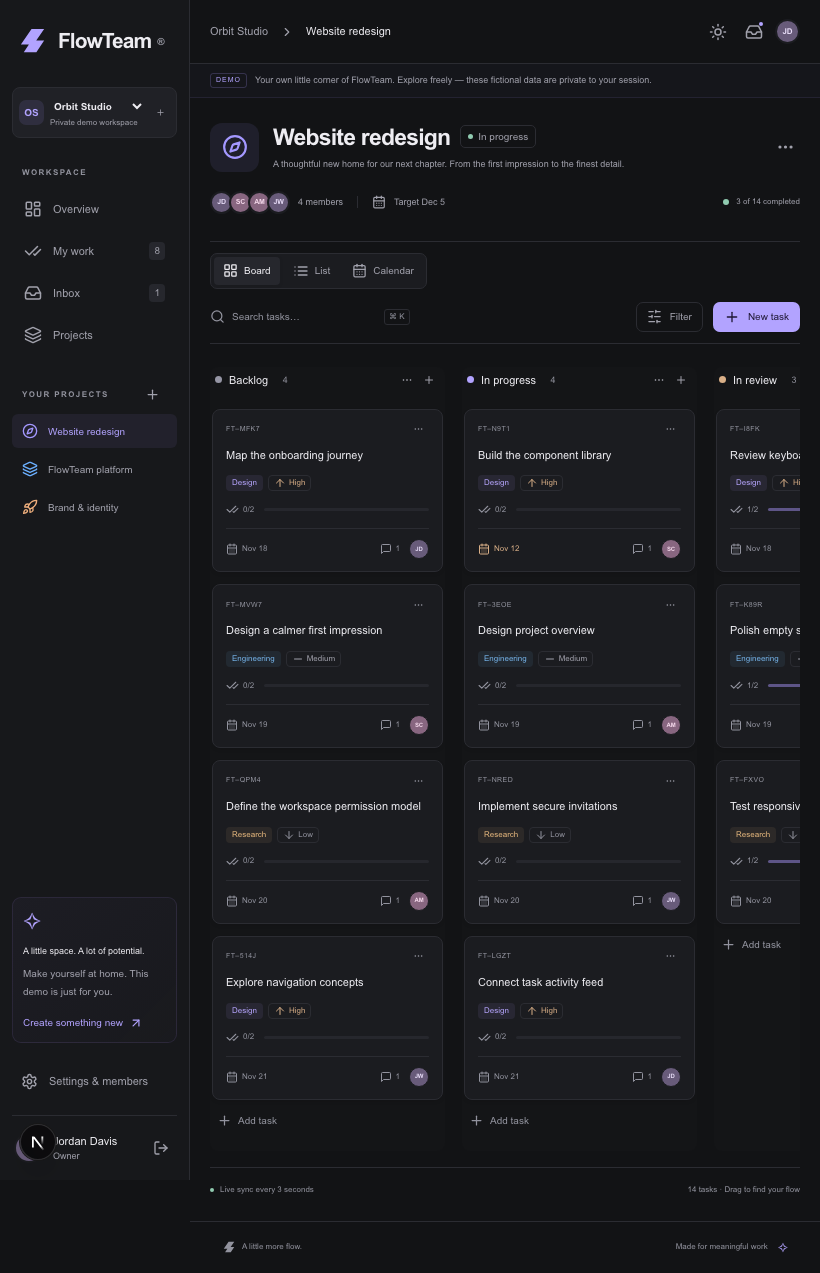 FlowTeam ®
OS
Orbit Studio
Private demo workspace
WORKSPACE
Overview
My work 8
Inbox 1
Projects
YOUR PROJECTS
Website redesign
FlowTeam platform
Brand & identity
A little space. A lot of potential.
Make yourself at home. This
demo is just for you.
Create something new
Settings & members
N
Jordan Davis
Owner
Orbit Studio > Website redesign
JD
DEMO Your own little corner of FlowTeam. Explore freely — these fictional data are private to your session.
Website redesign In progress
A thoughtful new home for our next chapter. From the first impression to the finest detail.
JD SC AM JW 4 members Target Dec 5 3 of 14 completed
Board List Calendar
Search tasks... ⌘ K Filter New task
Backlog 4
FT-MFK7
Map the onboarding journey
Design High
0/2
Nov 18 1 JD
FT-MVW7
Design a calmer first impression
Engineering Medium
0/2
Nov 19 1 SC
FT-QPM4
Define the workspace permission model
Research Low
0/2
Nov 20 1 AM
FT-514J
Explore navigation concepts
Design High
0/2
Nov 21 1 JW
Add task
In progress 4
FT-N9T1
Build the component library
Design High
0/2
Nov 12 1 SC
FT-3EOE
Design project overview
Engineering Medium
0/2
Nov 19 1 AM
FT-NRED
Implement secure invitations
Research Low
0/2
Nov 20 1 JW
FT-LGZT
Connect task activity feed
Design High
0/2
Nov 21 1 JD
Add task
In review 3
FT-I8FK
Review keyboa
Design Hi
1/2
Nov 18
FT-K69R
Polish empty s
Engineering
1/2
Nov 19
FT-FXVO
Test responsiv
Research
1/2
Nov 20
Add task
Live sync every 3 seconds 14 tasks · Drag to find your flow
A little more flow. Made for meaningful work